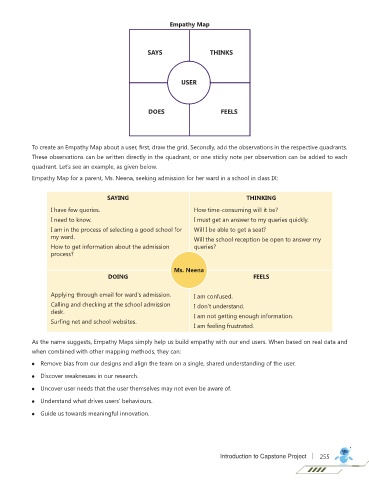 Empathy Map
SAYS
THINKS
USER
DOES
FEELS
To create an Empathy Map about a user, first, draw the grid. Secondly, add the observations in the respective quadrants.
These observations can be written directly in the quadrant, or one sticky note per observation can be added to each
quadrant. Let's see an example, as given below.
Empathy Map for a parent, Ms. Neena, seeking admission for her ward in a school in class IX:
SAYING
I have few queries.
I need to know.
I am in the process of selecting a good school for
my ward.
How to get information about the admission
process?
THINKING
How time-consuming will it be?
I must get an answer to my queries quickly.
Will I be able to get a seat?
Will the school reception be open to answer my
queries?
Ms. Neena
DOING
Applying through email for ward's admission.
Calling and checking at the school admission
desk.
Surfing net and school websites.
FEELS
I am confused.
I don't understand.
I am not getting enough information.
I am feeling frustrated.
As the name suggests, Empathy Maps simply help us build empathy with our end users. When based on real data and
when combined with other mapping methods, they can:
• Remove bias from our designs and align the team on a single, shared understanding of the user.
• Discover weaknesses in our research.
• Uncover user needs that the user themselves may not even be aware of.
• Understand what drives users' behaviours.
• Guide us towards meaningful innovation.
Introduction to Capstone Project | 255